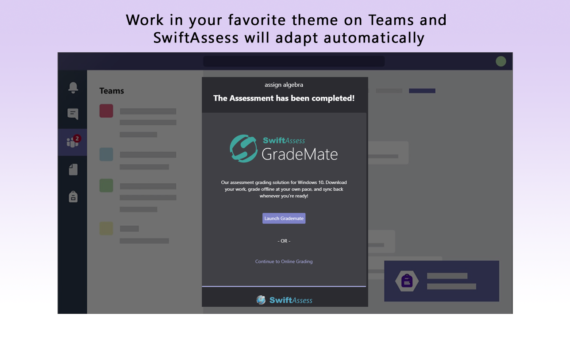 Work in your favorite theme on Teams and
SwiftAssess will adapt automatically
Teams
2
assign algebra
The Assessment has been completed!
SwiftAssess
GradeMate
Our assessment grading solution for Windows 10. Download
your work, grade offline at your own pace, and sync back
whenever you're ready!
Launch Grademate
- OR -
Continue to Online Grading
SwiftAssess